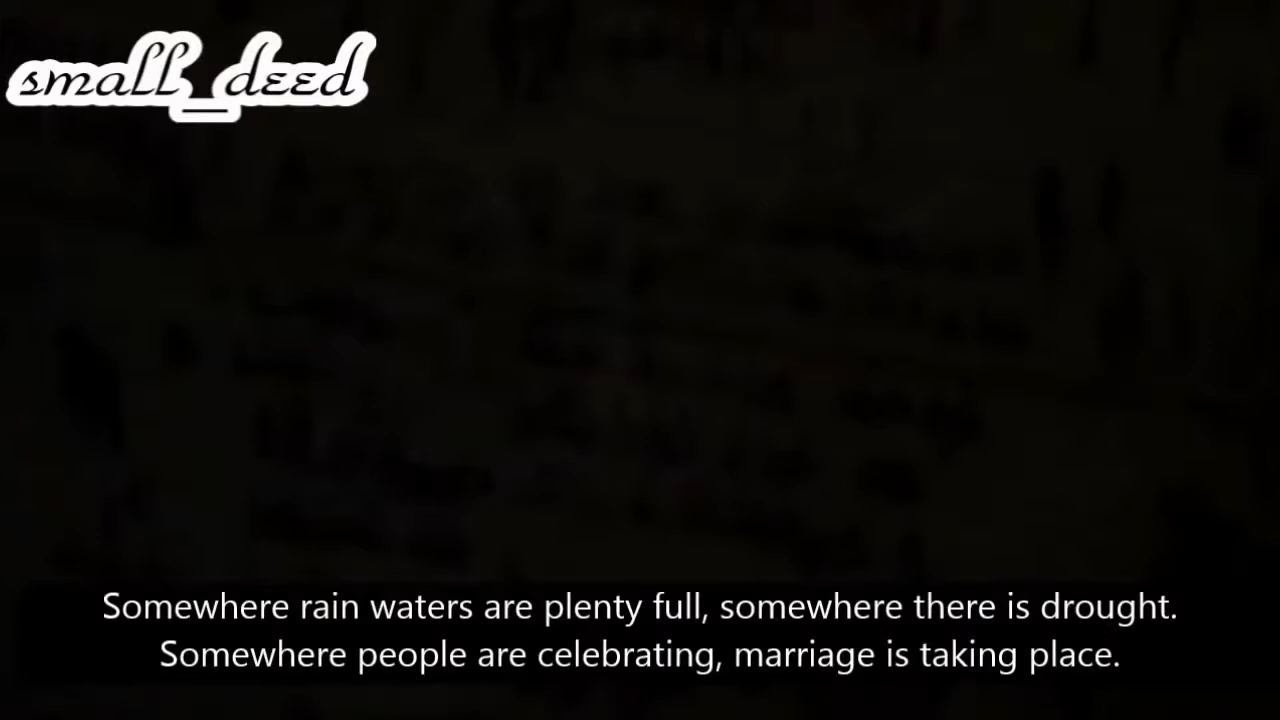 small_deed
Somewhere rain waters are plenty full, somewhere there is drought.
Somewhere people are celebrating, marriage is taking place.